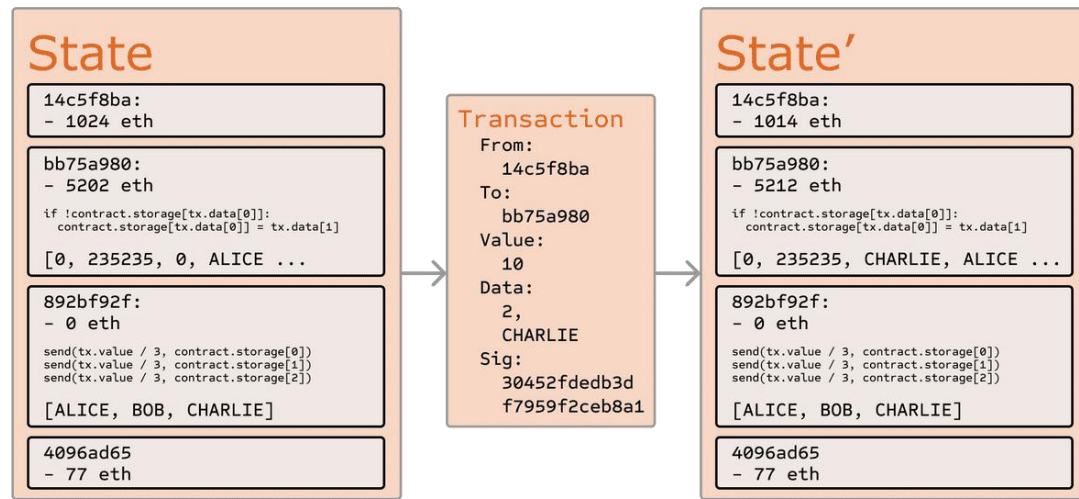 State
14c5f8ba:
- 1024 eth
bb75a980:
- 5202 eth
if !contract.storage[tx.data[0]]:
contract.storage[tx.data[0]] = tx.data[1]
[0, 235235, 0, ALICE ...
892bf92f:
- 0 eth
send(tx.value / 3, contract.storage[0])
send(tx.value / 3, contract.storage[1])
send(tx.value / 3, contract.storage[2])
[ALICE, BOB, CHARLIE]
4096ad65
- 77 eth
Transaction
From:
14c5f8ba
To:
bb75a980
Value:
10
Data:
2,
CHARLIE
Sig:
30452fdedb3d
f7959f2ceb8a1
State′
14c5f8ba:
- 1014 eth
bb75a980:
- 5212 eth
if !contract.storage[tx.data[0]]:
contract.storage[tx.data[0]] = tx.data[1]
[0, 235235, CHARLIE, ALICE ...
892bf92f:
- 0 eth
send(tx.value / 3, contract.storage[0])
send(tx.value / 3, contract.storage[1])
send(tx.value / 3, contract.storage[2])
[ALICE, BOB, CHARLIE]
4096ad65
- 77 eth